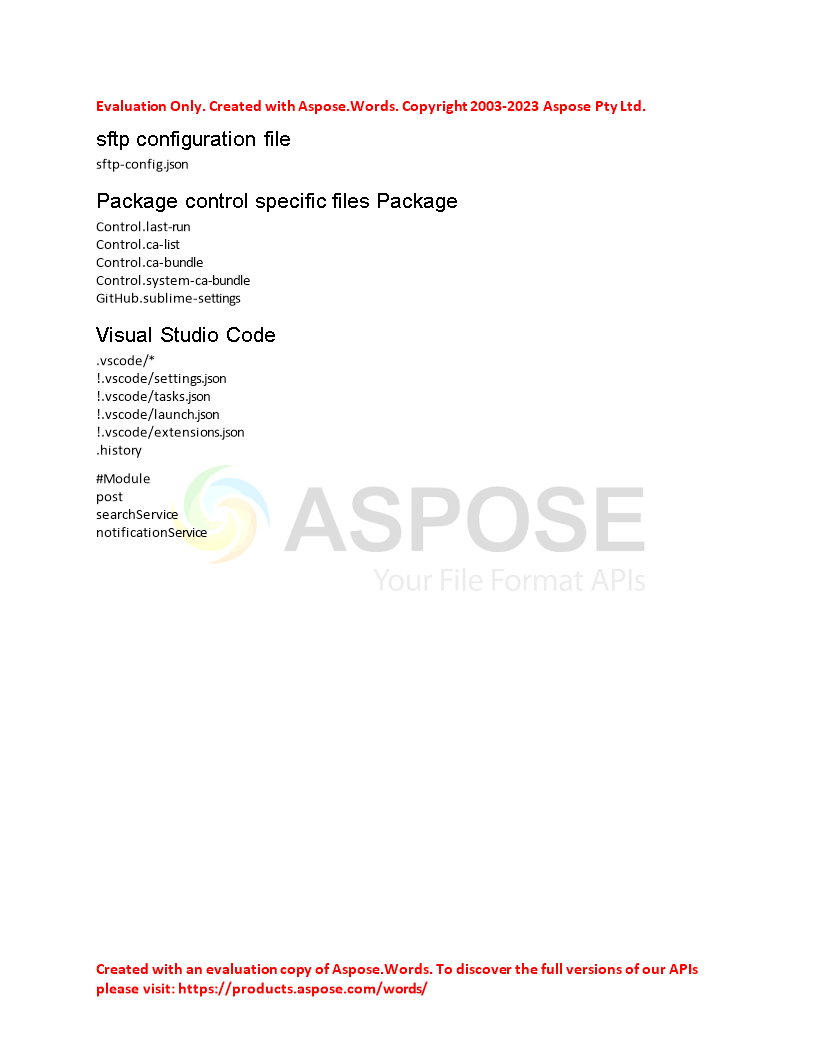 Evaluation Only. Created with Aspose.Words. Copyright 2003-2023 Aspose Pty Ltd.
sftp configuration file
sftp-config.json
Package control specific files Package
Control.last-run
Control.ca-list
Control.ca-bundle
Control.system-ca-bundle
GitHub.sublime-settings
Visual Studio Code
.vscode/*
!.vscode/settings.json
!.vscode/tasks.json
!.vscode/launch.json
!.vscode/extensions.json
.history
#Module
post
searchService
notificationService
ASPOSE
Your File Format APIs
Created with an evaluation copy of Aspose.Words. To discover the full versions of our APIs
please visit: https://products.aspose.com/words/